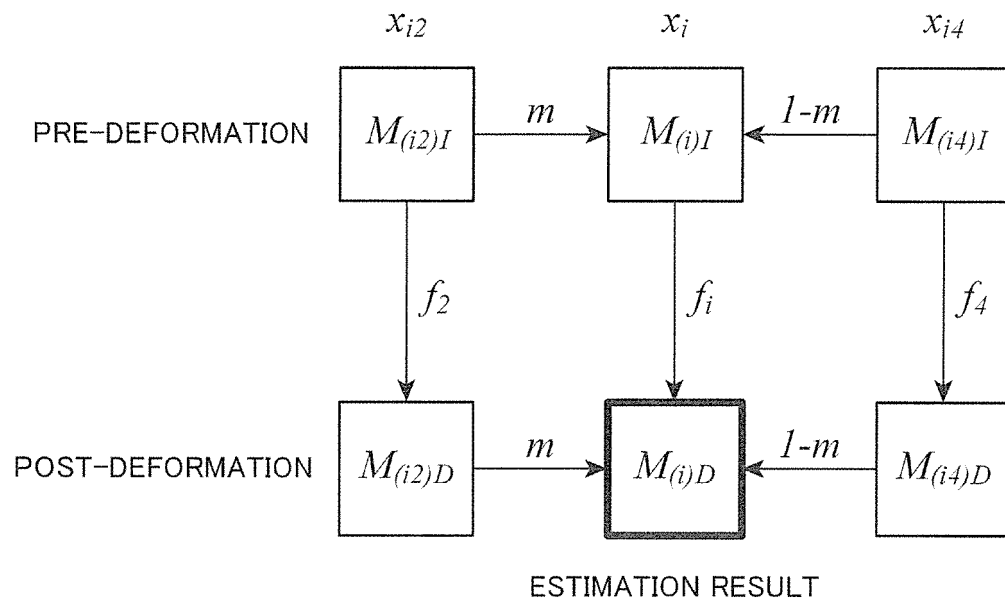 x_{i2} x_i x_{i4}
PRE-DEFORMATION M_{(i2)I} m M_{(i)I} 1-m M_{(i4)I}
f_2 f_i f_4
POST-DEFORMATION M_{(i2)D} m M_{(i)D} 1-m M_{(i4)D}
ESTIMATION RESULT